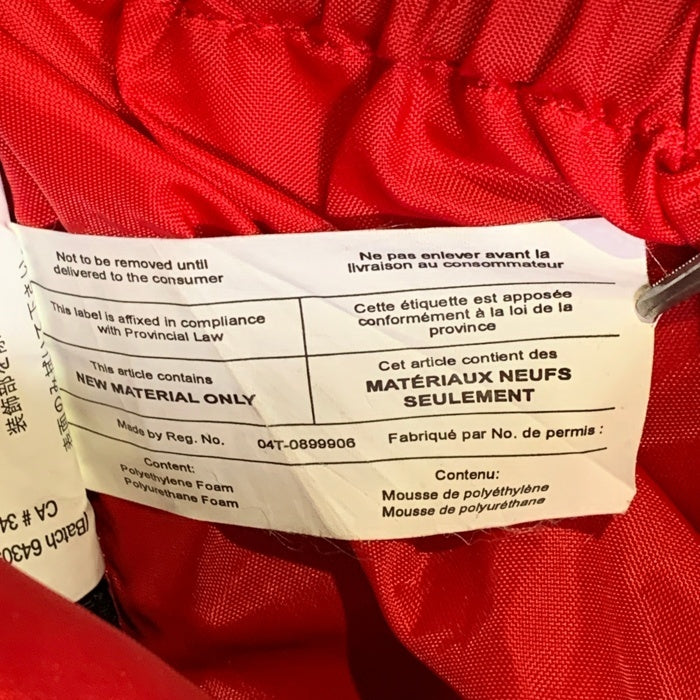 Not to be removed until
delivered to the consumer
Ne pas enlever avant la
livraison au consommateur
This label is affixed in compliance
with Provincial Law
Cette étiquette est apposée
conformément à la loi de la
province
This article contains
NEW MATERIAL ONLY
Cet article contient des
MATÉRIAUX NEUFS
SEULEMENT
Made by Reg. No. 04T-0899906 Fabriqué par No. de permis :
Content:
Polyethylene Foam
Polyurethane Foam
Contenu:
Mousse de polyéthylène
Mousse de polyuréthane
CA # 34
(Batch 6430